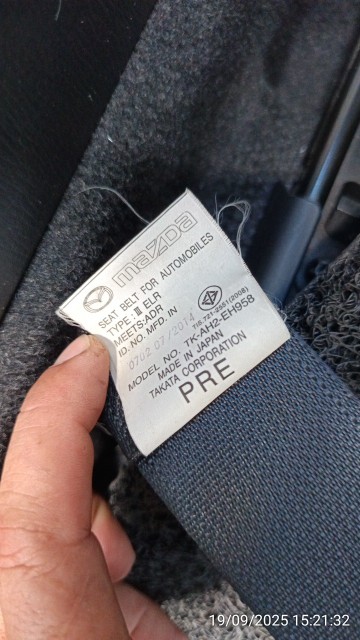 mazda
SEAT BELT FOR AUTOMOBILES
TYPE : III ELR
MEETS:ADR
ID. NO. MFD. IN
0702 07/2014
TIS 721-2551(2008)
MODEL NO. TK-AH2-EH958
MADE IN JAPAN
TAKATA CORPORATION
PRE
19/09/2025 15:21:32